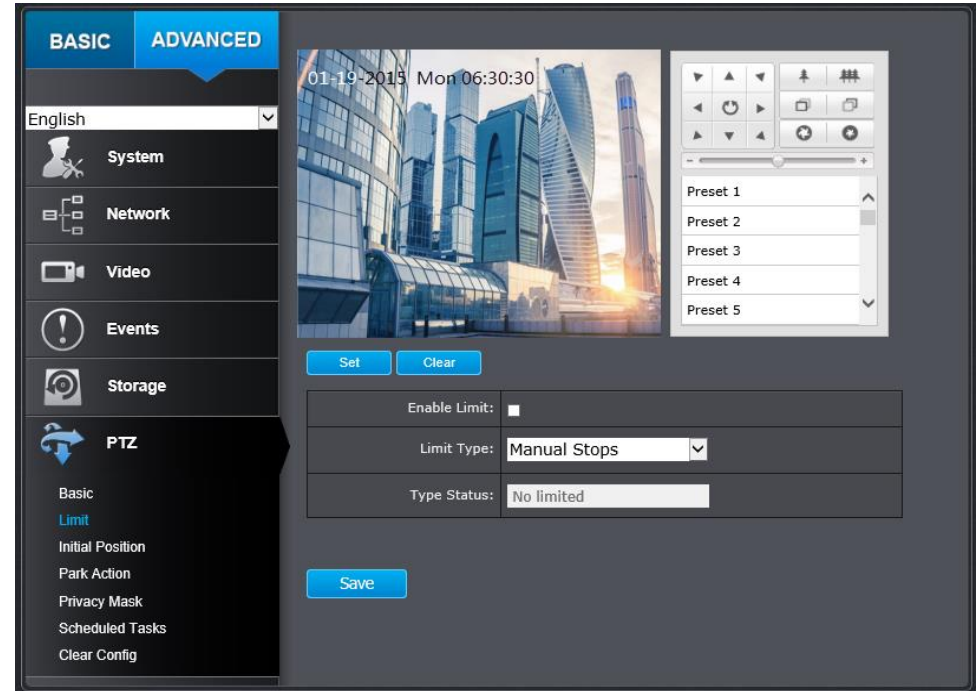 BASIC ADVANCED
English
System
Network
Video
Events
Storage
PTZ
Basic
Limit
Initial Position
Park Action
Privacy Mask
Scheduled Tasks
Clear Config
01-19-2015 Mon 06:30:30
- +
Preset 1
Preset 2
Preset 3
Preset 4
Preset 5
Set Clear
Enable Limit:
Limit Type: Manual Stops
Type Status: No limited
Save